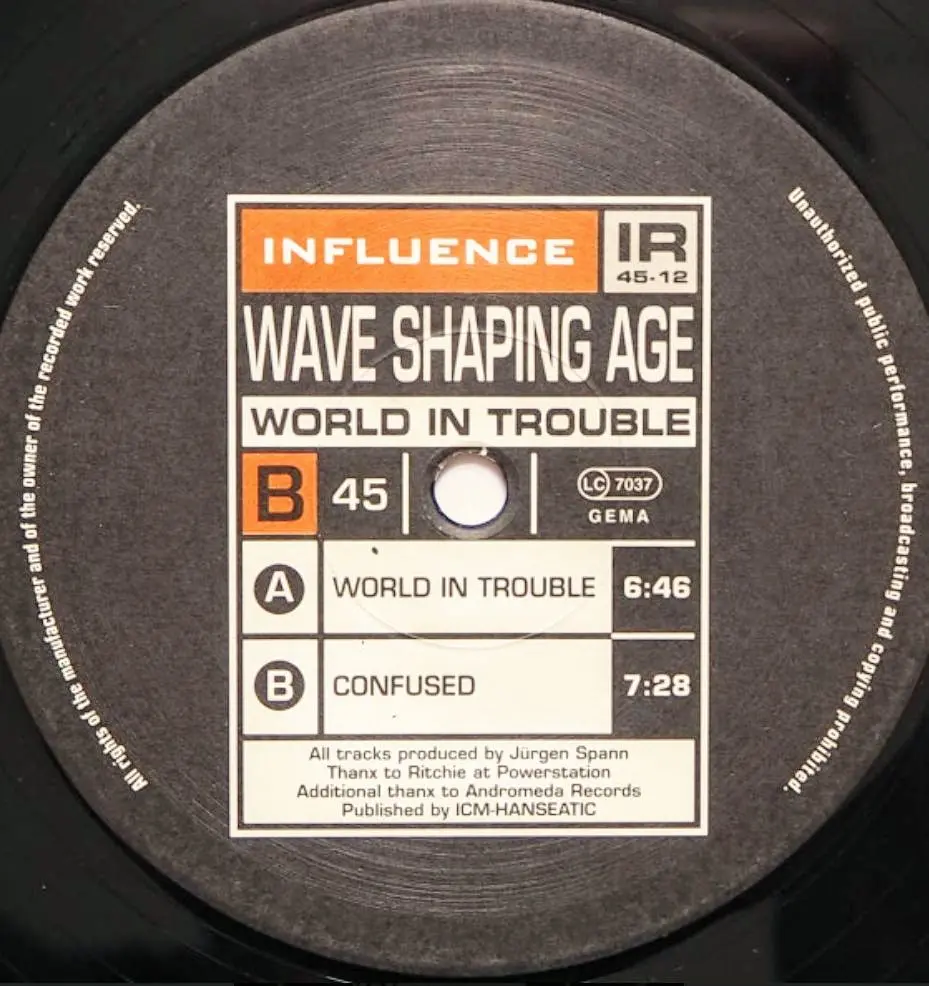 INFLUENCE
IR
45-12
WAVE SHAPING AGE
WORLD IN TROUBLE
B
45
LC 7037
GEMA
A WORLD IN TROUBLE 6:46
B CONFUSED 7:28
All tracks produced by Jürgen Spann
Thanx to Ritchie at Powerstation
Additional thanx to Andromeda Records
Published by ICM-HANSEATIC
All rights of the manufacturer and of the owner of the recorded work reserved.
Unauthorized public performance, broadcasting and copying prohibited.